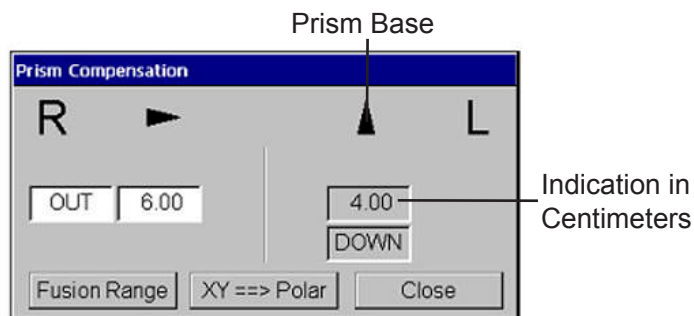 Prism Base
Prism Compensation
R L
OUT 6.00 4.00
DOWN
Indication in
Centimeters
Fusion Range XY ==> Polar Close